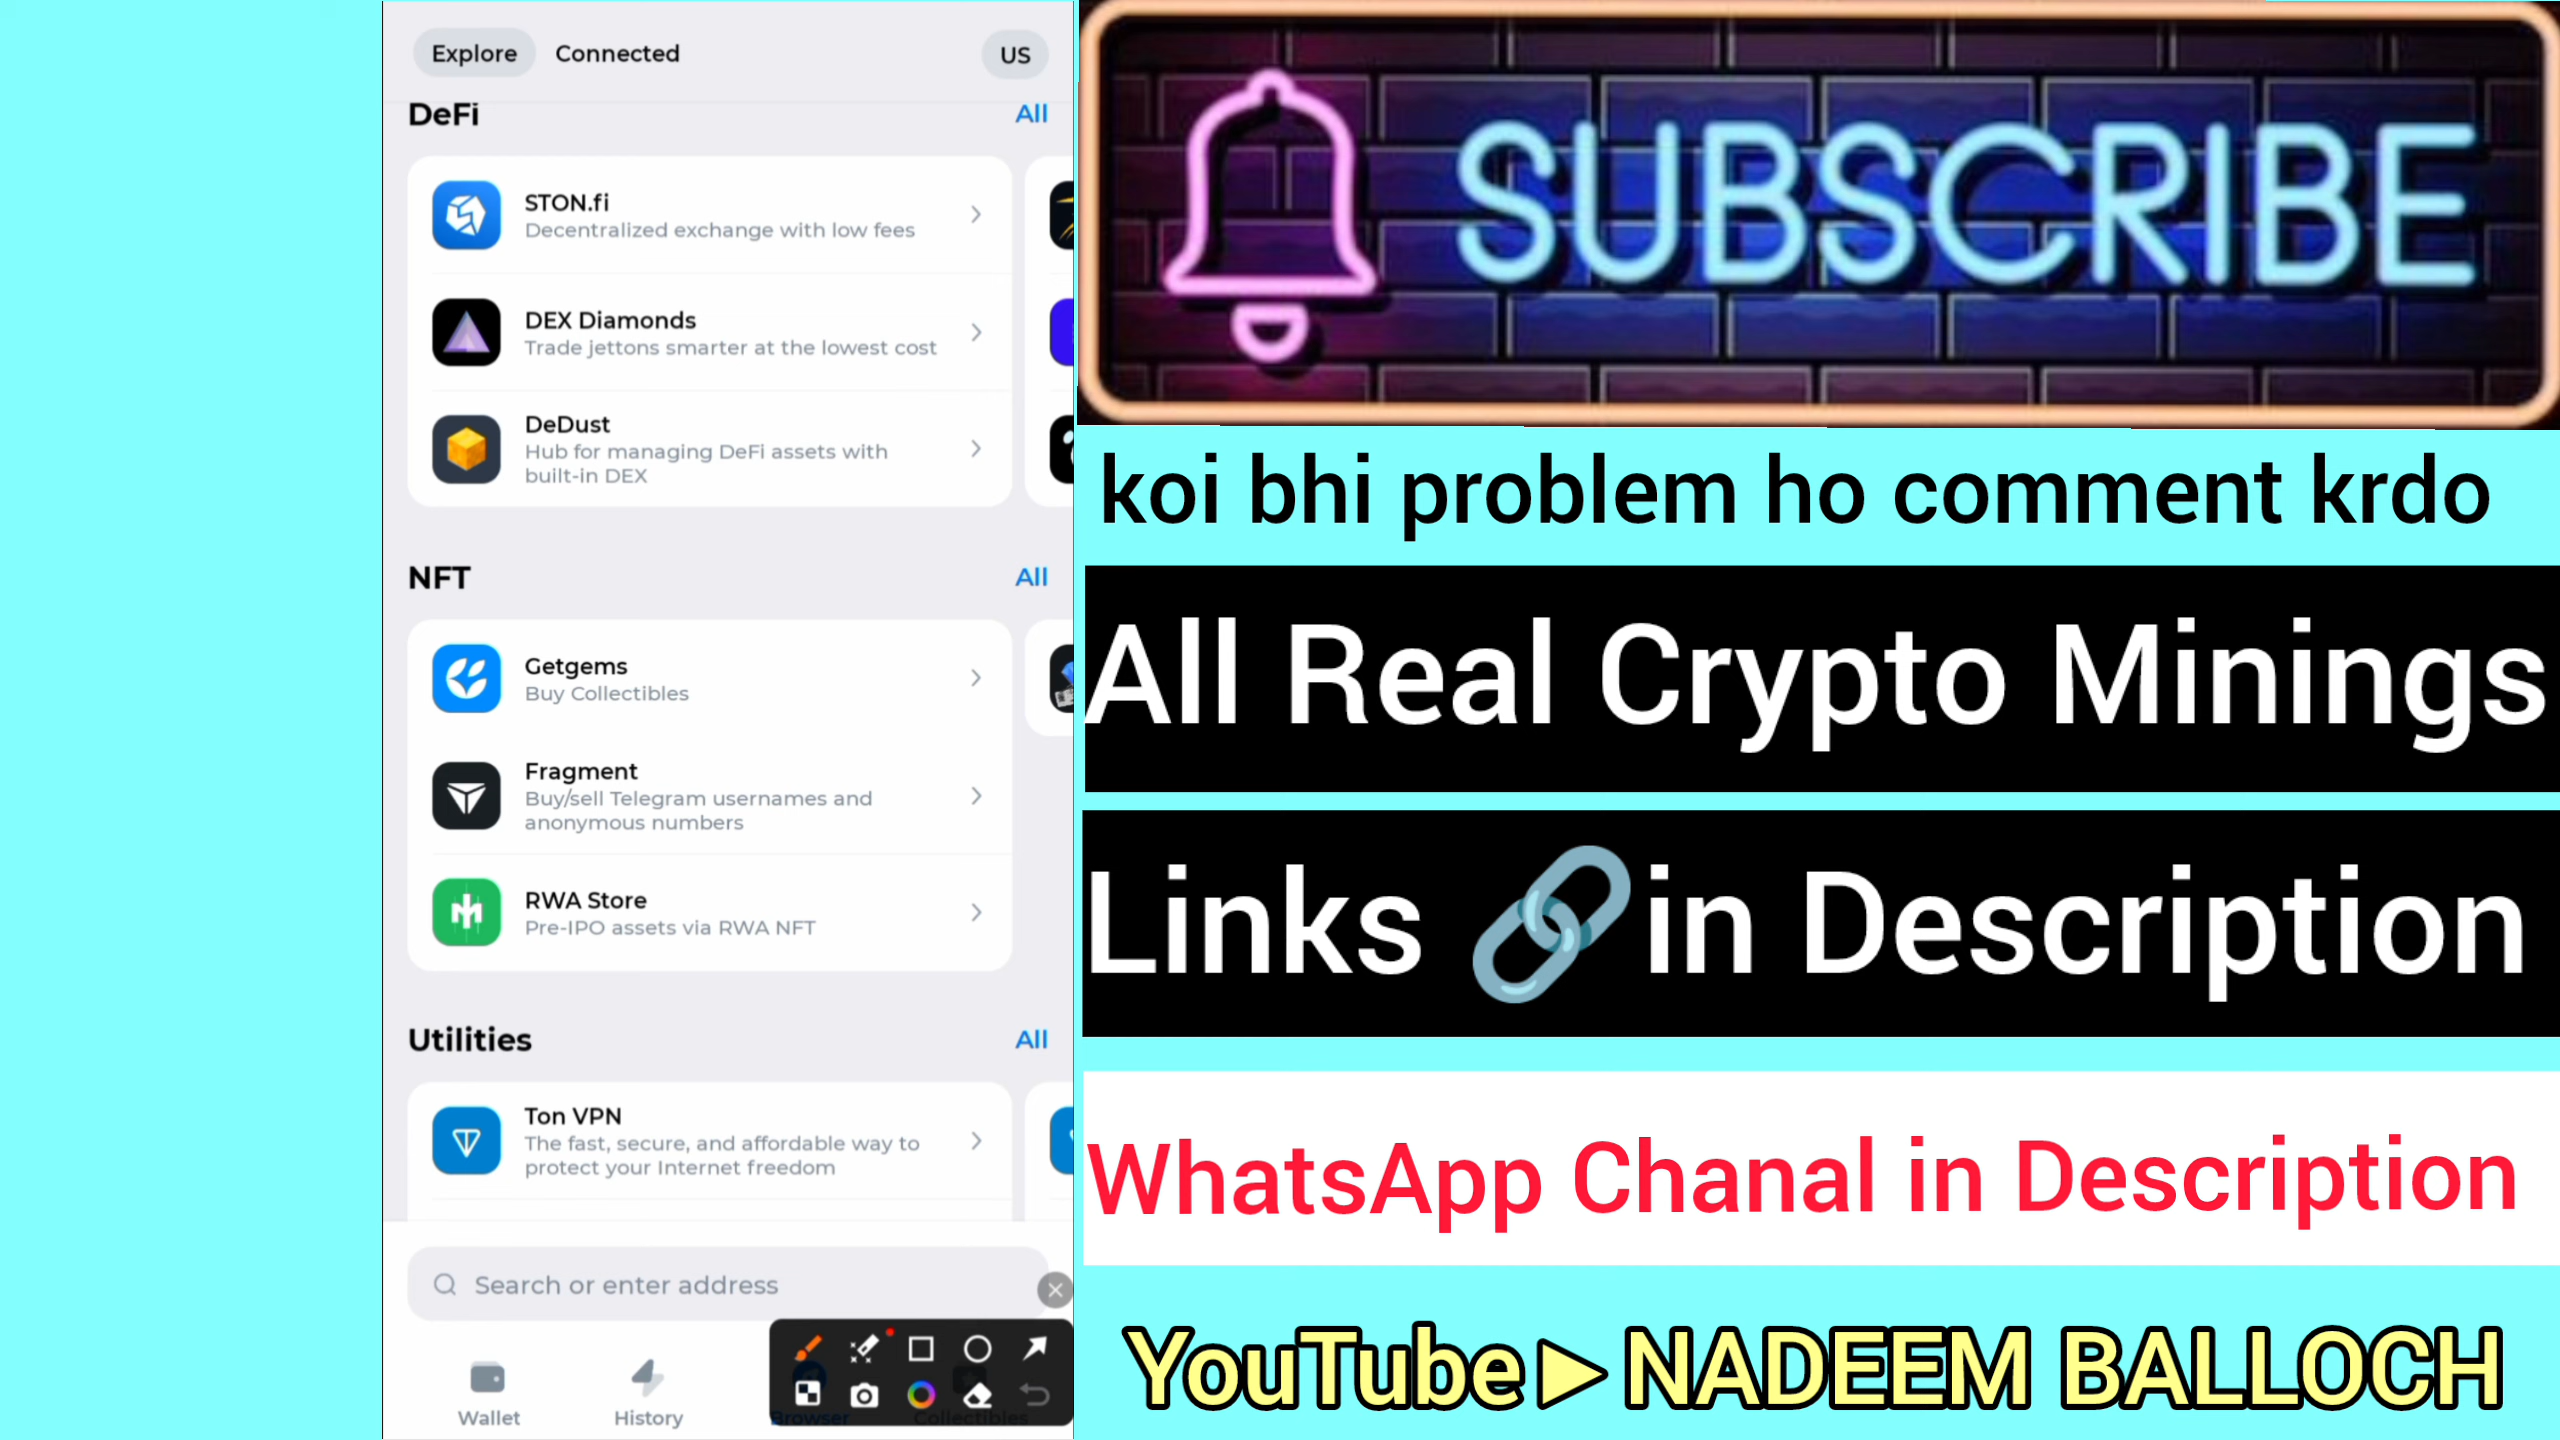 Explore Connected US
DeFi All
STON.fi
Decentralized exchange with low fees
DEX Diamonds
Trade jettons smarter at the lowest cost
DeDust
Hub for managing DeFi assets with
built-in DEX
NFT All
Getgems
Buy Collectibles
Fragment
Buy/sell Telegram usernames and
anonymous numbers
RWA Store
Pre-IPO assets via RWA NFT
Utilities All
Ton VPN
The fast, secure, and affordable way to
protect your Internet freedom
Search or enter address
Wallet History Browser Collectibles
SUBSCRIBE
koi bhi problem ho comment krdo
All Real Crypto Minings
Links 🔗in Description
WhatsApp Chanal in Description
YouTube►NADEEM BALLOCH